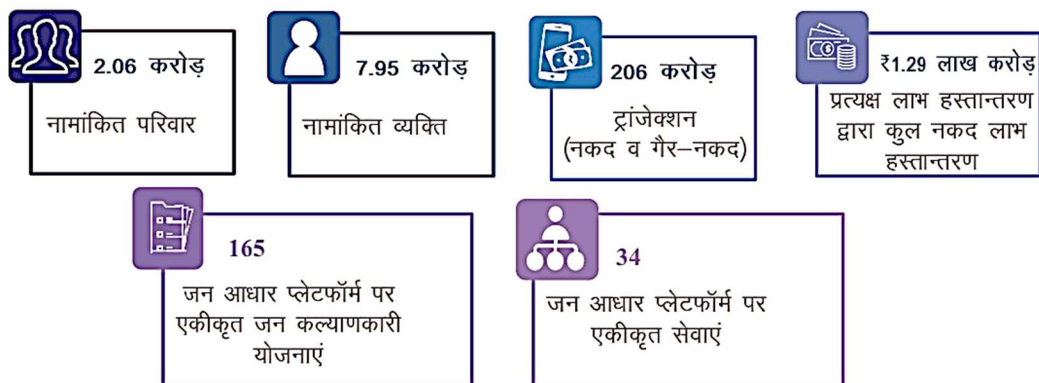 2.06 करोड़
नामांकित परिवार
7.95 करोड़
नामांकित व्यक्ति
206 करोड़
ट्रांजेक्शन
(नकद व गैर–नकद)
₹1.29 लाख करोड़
प्रत्यक्ष लाभ हस्तान्तरण
द्वारा कुल नकद लाभ
हस्तान्तरण
165
जन आधार प्लेटफॉर्म पर
एकीकृत जन कल्याणकारी
योजनाएं
34
जन आधार प्लेटफॉर्म पर
एकीकृत सेवाएं